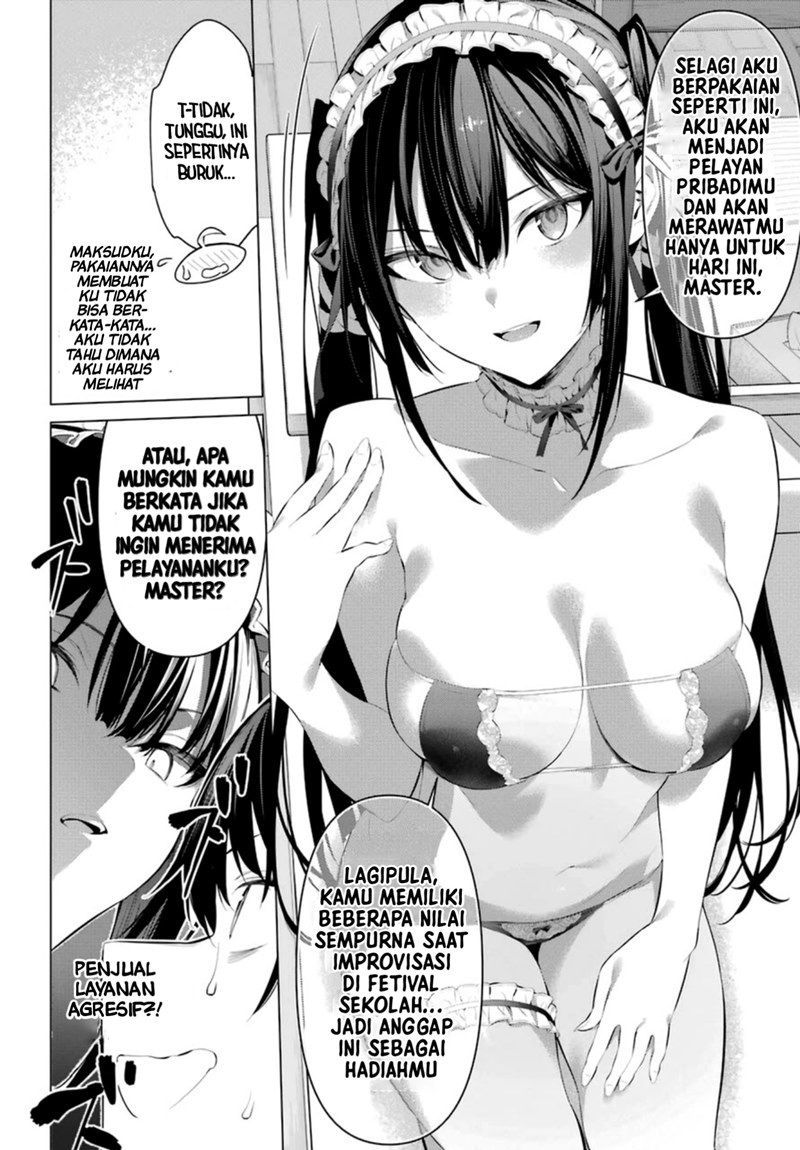 SELAGI AKU
BERPAKAIAN
SEPERTI INI,
AKU AKAN
MENJADI
PELAYAN
PRIBADIMU
DAN AKAN
MERAWATMU
HANYA UNTUK
HARI INI,
MASTER.
T-TIDAK,
TUNGGU, INI
SEPERTINYA
BURUK...
MAKSUDKU,
PAKAIANNYA
MEMBUAT
KU TIDAK
BISA BER-
KATA-KATA...
AKU TIDAK
TAHU DIMANA
AKU HARUS
MELIHAT
ATAU, APA
MUNGKIN KAMU
BERKATA JIKA
KAMU TIDAK
INGIN MENERIMA
PELAYANANKU?
MASTER?
ズイ
LAGIPULA,
KAMU MEMILIKI
BEBERAPA NILAI
SEMPURNA SAAT
IMPROVISASI
DI FETIVAL
SEKOLAH...
JADI ANGGAP
INI SEBAGAI
HADIAHMU
PENJUAL
LAYANAN
AGRESIF?!